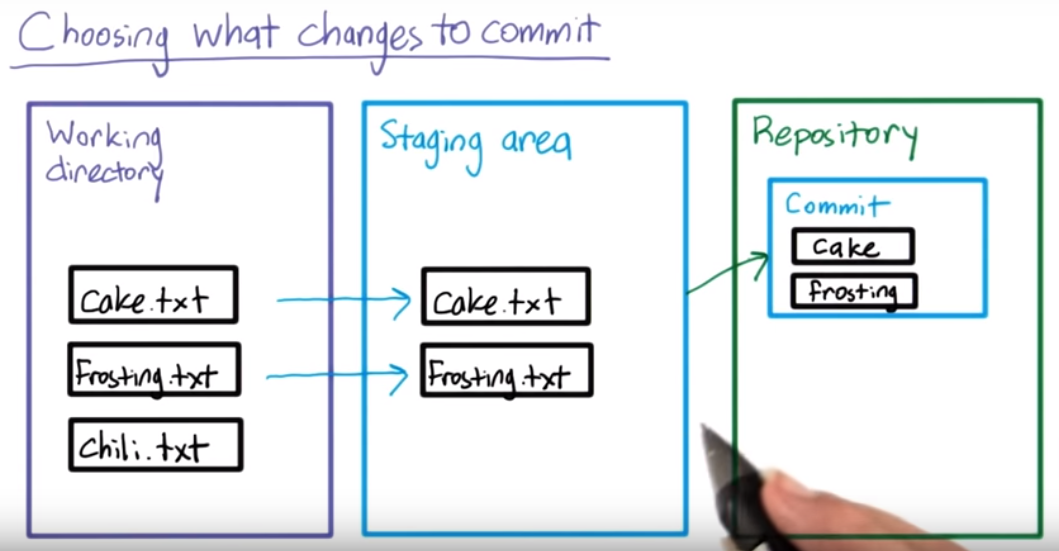 Choosing what changes to commit
Working
directory
Cake.txt
Frosting.txt
Chili.txt
Staging area
Cake.txt
Frosting.txt
Repository
Commit
Cake
Frosting